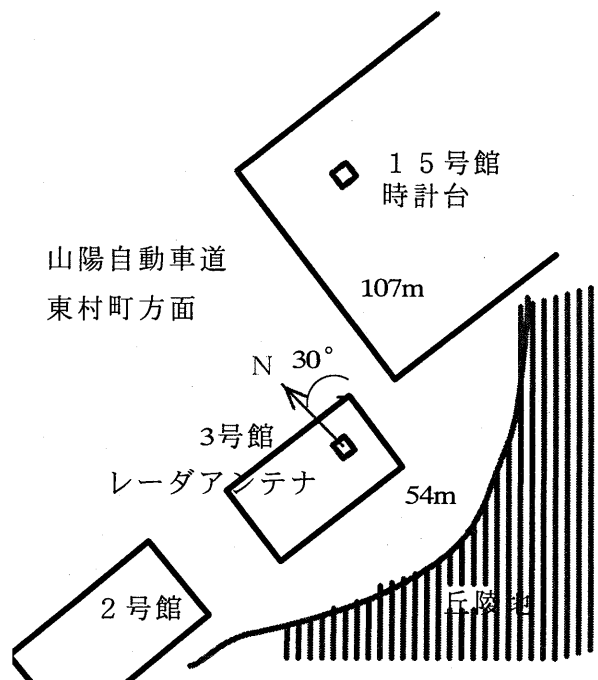 １５号館
時計台
山陽自動車道
東村町方面
107m
N 30°
3号館
レーダアンテナ
54m
丘陵地
２号館